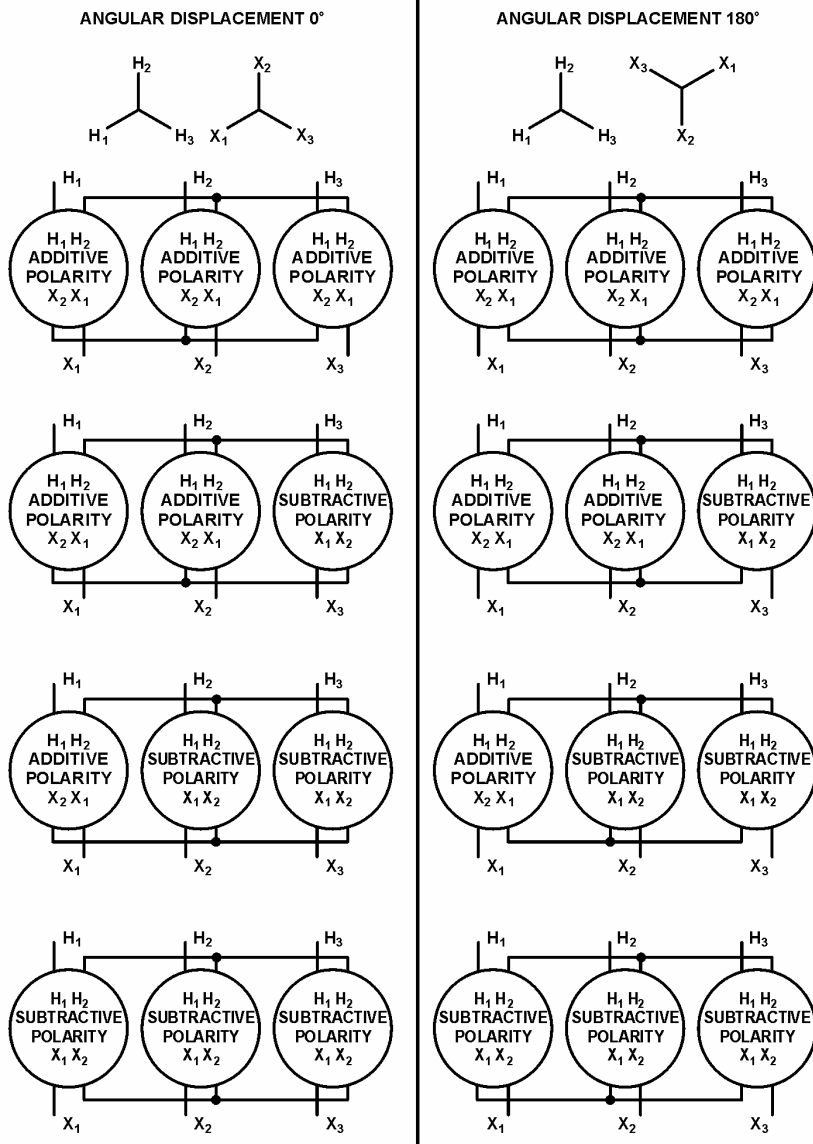 ANGULAR DISPLACEMENT 0°
H₂ X₂
H₁ H₃ X₁ X₃
H₁ H₂ H₃
H₁ H₂ H₁ H₂ H₁ H₂
ADDITIVE ADDITIVE ADDITIVE
POLARITY POLARITY POLARITY
X₂ X₁ X₂ X₁ X₂ X₁
X₁ X₂ X₃
H₁ H₂ H₃
H₁ H₂ H₁ H₂ H₁ H₂
ADDITIVE ADDITIVE SUBTRACTIVE
POLARITY POLARITY POLARITY
X₂ X₁ X₂ X₁ X₁ X₂
X₁ X₂ X₃
H₁ H₂ H₃
H₁ H₂ H₁ H₂ H₁ H₂
ADDITIVE SUBTRACTIVE SUBTRACTIVE
POLARITY POLARITY POLARITY
X₂ X₁ X₁ X₂ X₁ X₂
X₁ X₂ X₃
H₁ H₂ H₃
H₁ H₂ H₁ H₂ H₁ H₂
SUBTRACTIVE SUBTRACTIVE SUBTRACTIVE
POLARITY POLARITY POLARITY
X₁ X₂ X₁ X₂ X₁ X₂
X₁ X₂ X₃
ANGULAR DISPLACEMENT 180°
H₂ X₃ X₁
H₁ H₃ X₂
H₁ H₂ H₃
H₁ H₂ H₁ H₂ H₁ H₂
ADDITIVE ADDITIVE ADDITIVE
POLARITY POLARITY POLARITY
X₂ X₁ X₂ X₁ X₂ X₁
X₁ X₂ X₃
H₁ H₂ H₃
H₁ H₂ H₁ H₂ H₁ H₂
ADDITIVE ADDITIVE SUBTRACTIVE
POLARITY POLARITY POLARITY
X₂ X₁ X₂ X₁ X₁ X₂
X₁ X₂ X₃
H₁ H₂ H₃
H₁ H₂ H₁ H₂ H₁ H₂
ADDITIVE SUBTRACTIVE SUBTRACTIVE
POLARITY POLARITY POLARITY
X₂ X₁ X₁ X₂ X₁ X₂
X₁ X₂ X₃
H₁ H₂ H₃
H₁ H₂ H₁ H₂ H₁ H₂
SUBTRACTIVE SUBTRACTIVE SUBTRACTIVE
POLARITY POLARITY POLARITY
X₁ X₂ X₁ X₂ X₁ X₂
X₁ X₂ X₃